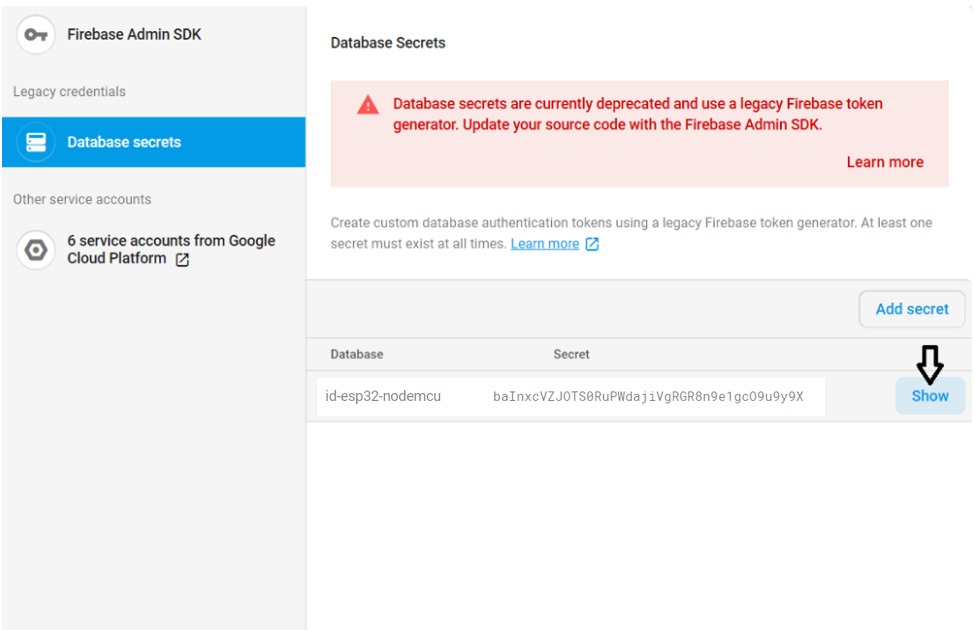 Firebase Admin SDK
Legacy credentials
Database secrets
Other service accounts
6 service accounts from Google
Cloud Platform
Database Secrets
Database secrets are currently deprecated and use a legacy Firebase token
generator. Update your source code with the Firebase Admin SDK.
Learn more
Create custom database authentication tokens using a legacy Firebase token generator. At least one
secret must exist at all times. Learn more
Add secret
Database Secret
id-esp32-nodemcu baInxcVZJOTS0RuPWdajiVgRGR8n9e1gcO9u9y9X Show